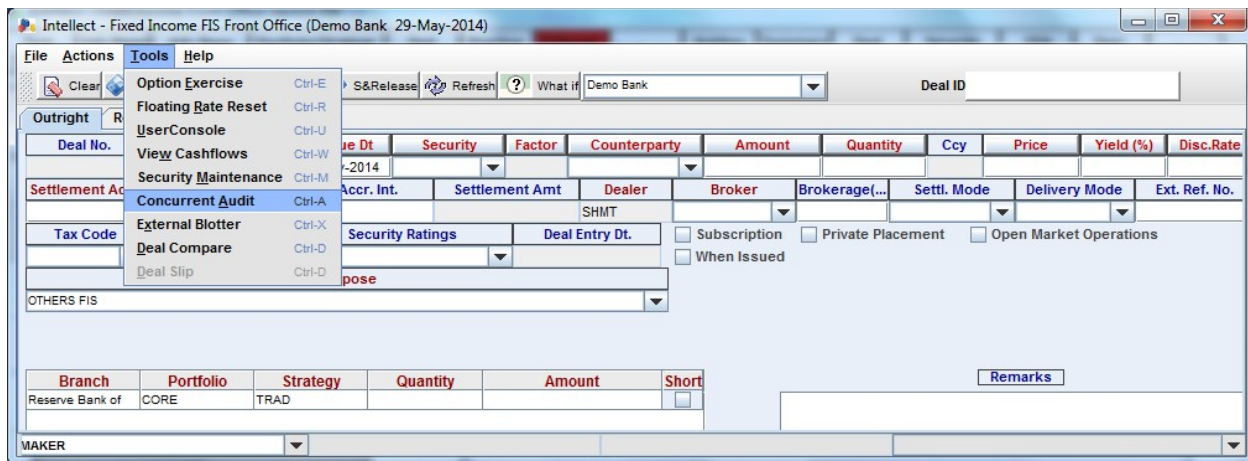 Intellect - Fixed Income FIS Front Office (Demo Bank 29-May-2014)
File Actions Tools Help
Clear S&Release Refresh ? What if Demo Bank Deal ID
Option Exercise Ctrl-E
Floating Rate Reset Ctrl-R
UserConsole Ctrl-U
View Cashflows Ctrl-W
Security Maintenance Ctrl-M
Concurrent Audit Ctrl-A
External Blotter Ctrl-X
Deal Compare Ctrl-D
Deal Slip Ctrl-D
Outright R
Deal No. ue Dt Security Factor Counterparty Amount Quantity Ccy Price Yield (%) Disc.Rate
-2014
Settlement Ac Accr. Int. Settlement Amt Dealer Broker Brokerage(... Settl. Mode Delivery Mode Ext. Ref. No.
SHMT
Tax Code Security Ratings Deal Entry Dt. Subscription Private Placement Open Market Operations
When Issued
pose
OTHERS FIS
Branch Portfolio Strategy Quantity Amount Short Remarks
Reserve Bank of CORE TRAD
MAKER